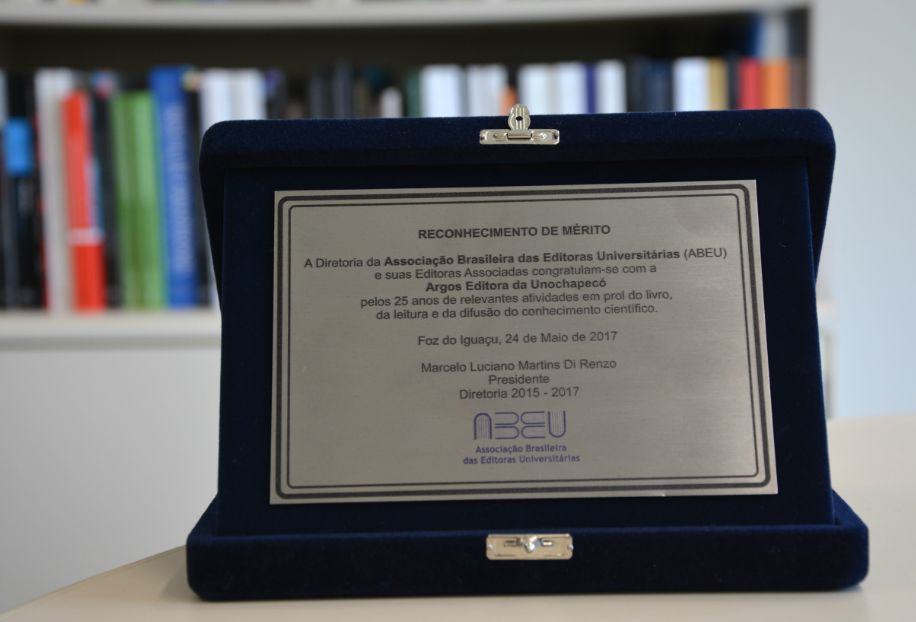 RECONHECIMENTO DE MÉRITO
A Diretoria da Associação Brasileira das Editoras Universitárias (ABEU)
e suas Editoras Associadas congratulam-se com a
Argos Editora da Unochapecó
pelos 25 anos de relevantes atividades em prol do livro,
da leitura e da difusão do conhecimento científico.
Foz do Iguaçu, 24 de Maio de 2017
Marcelo Luciano Martins Di Renzo
Presidente
Diretoria 2015 - 2017
ABEU
Associação Brasileira
das Editoras Universitárias